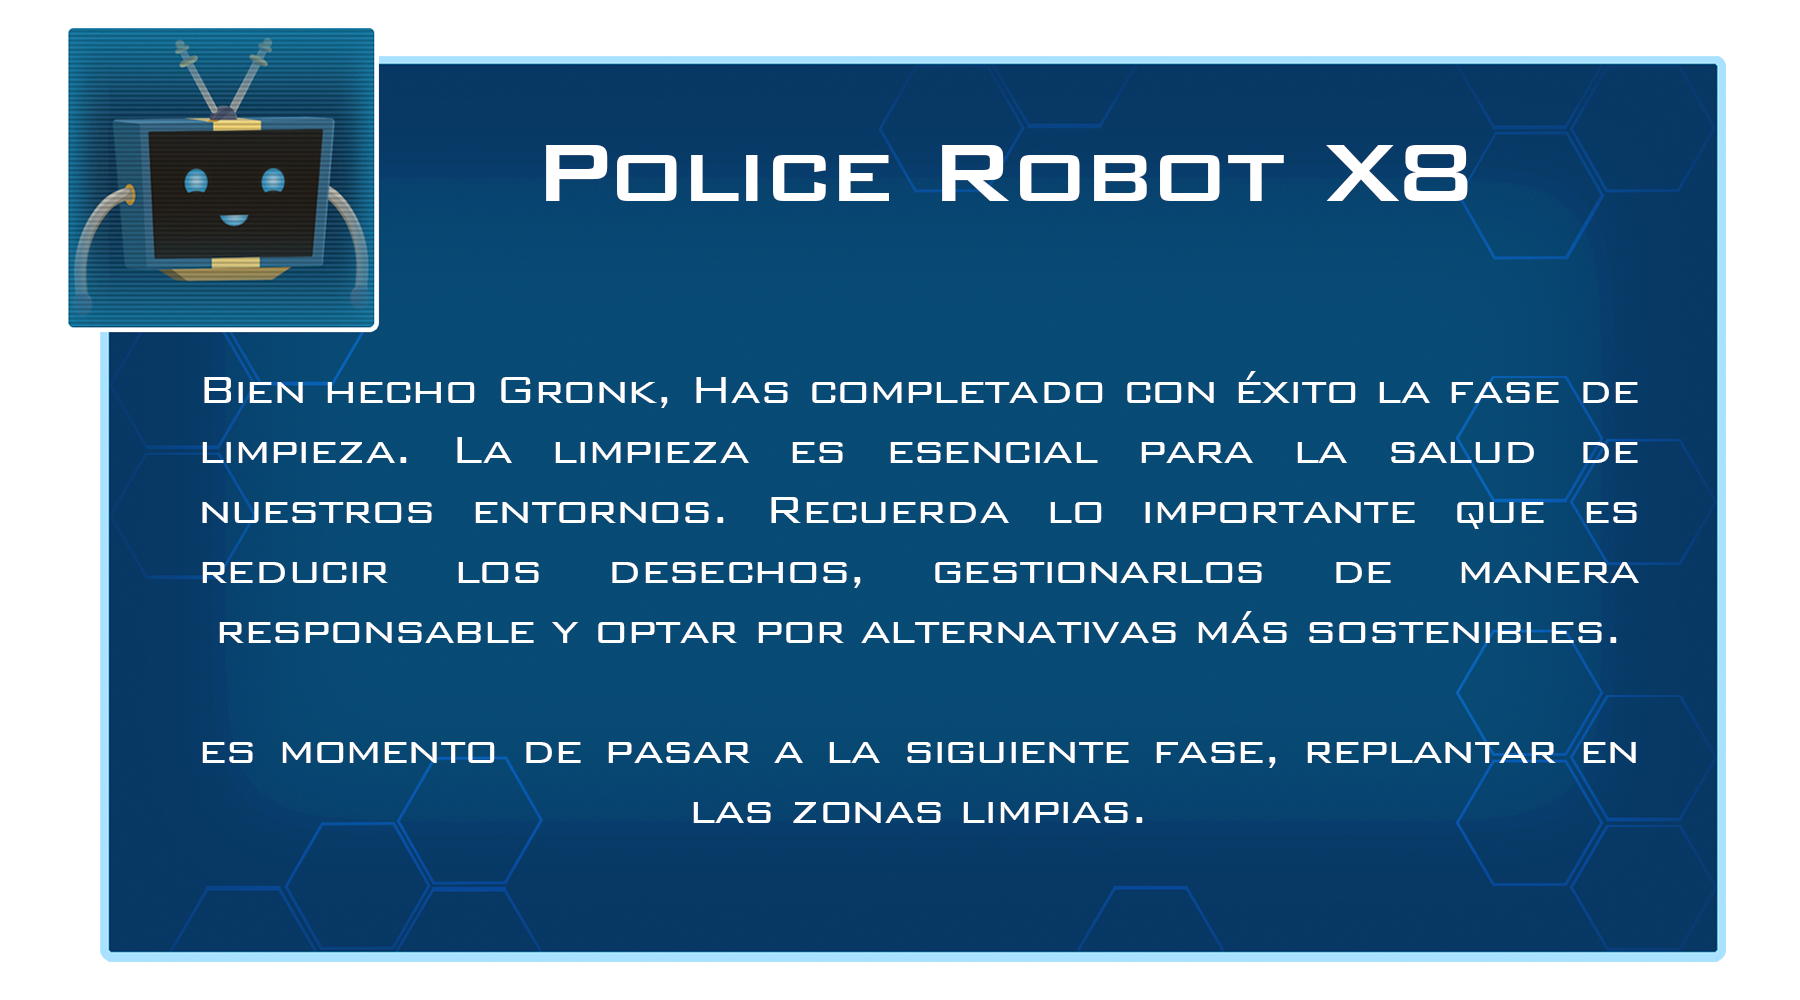 Police Robot X8
Bien hecho Gronk, Has completado con éxito la fase de
limpieza. La limpieza es esencial para la salud de
nuestros entornos. Recuerda lo importante que es
reducir los desechos, gestionarlos de manera
responsable y optar por alternativas más sostenibles.
es momento de pasar a la siguiente fase, replantar en
las zonas limpias.